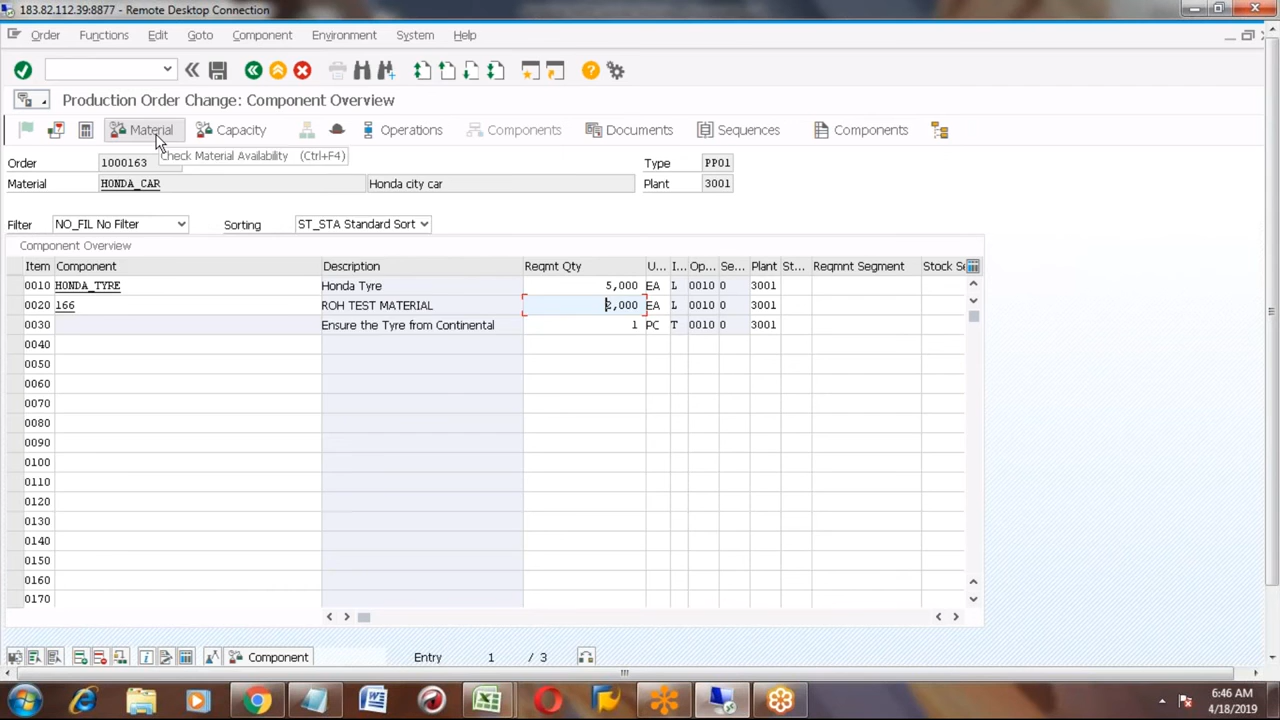 183.82.112.39:8877 - Remote Desktop Connection
Order Functions Edit Goto Component Environment System Help
Production Order Change: Component Overview
Material Capacity Operations Components Documents Sequences Components
Check Material Availability (Ctrl+F4)
Order 1000163 Type PP01
Material HONDA_CAR Honda city car Plant 3001
Filter NO_FIL No Filter Sorting ST_STA Standard Sort
Component Overview
Item Component Description Reqmt Qty U... I... Op... Se... Plant St... Reqmnt Segment Stock Se
0010 HONDA_TYRE Honda Tyre 5,000 EA L 0010 0 3001
0020 166 ROH TEST MATERIAL 2,000 EA L 0010 0 3001
0030 Ensure the Tyre from Continental 1 PC T 0010 0 3001
0040
0050
0060
0070
0080
0090
0100
0110
0120
0130
0140
0150
0160
0170
Component Entry 1 / 3
6:46 AM
4/18/2019